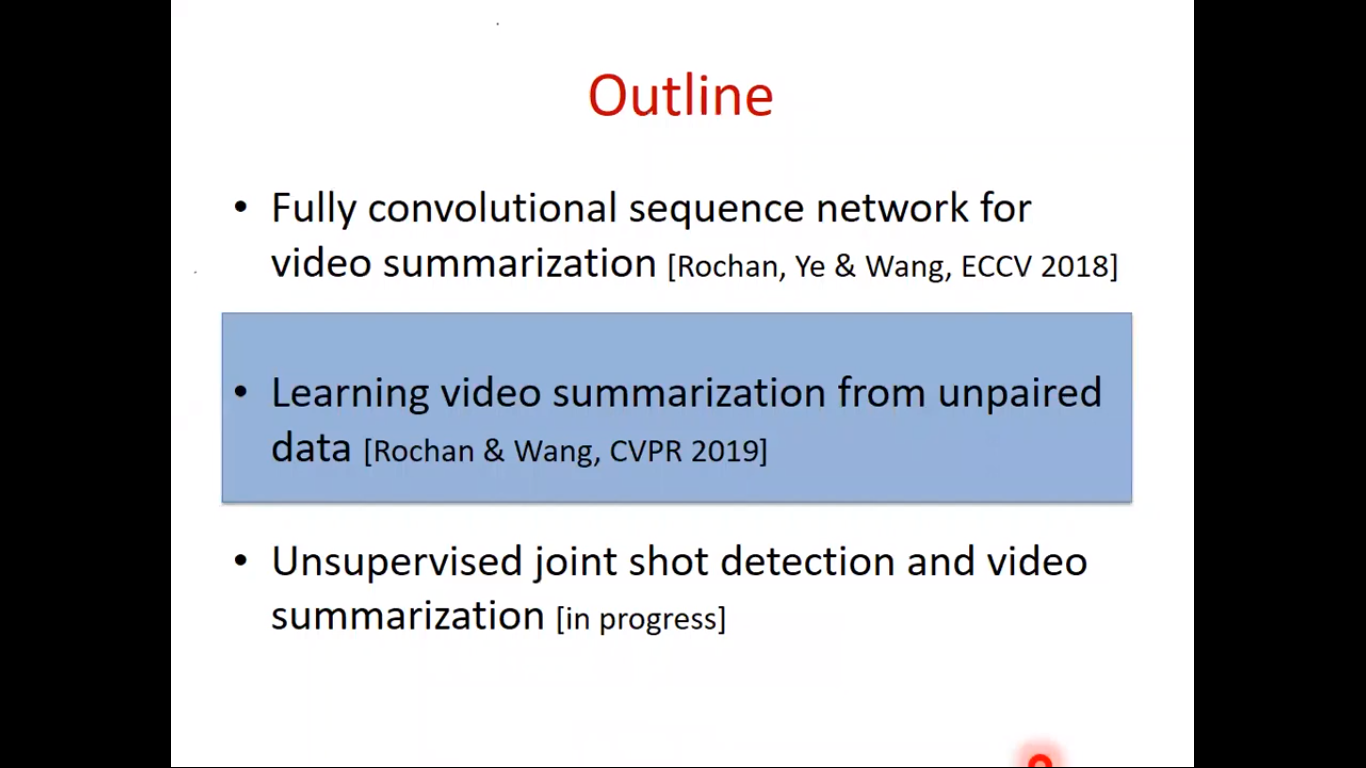 Outline
• Fully convolutional sequence network for
video summarization [Rochan, Ye & Wang, ECCV 2018]
• Learning video summarization from unpaired
data [Rochan & Wang, CVPR 2019]
• Unsupervised joint shot detection and video
summarization [in progress]